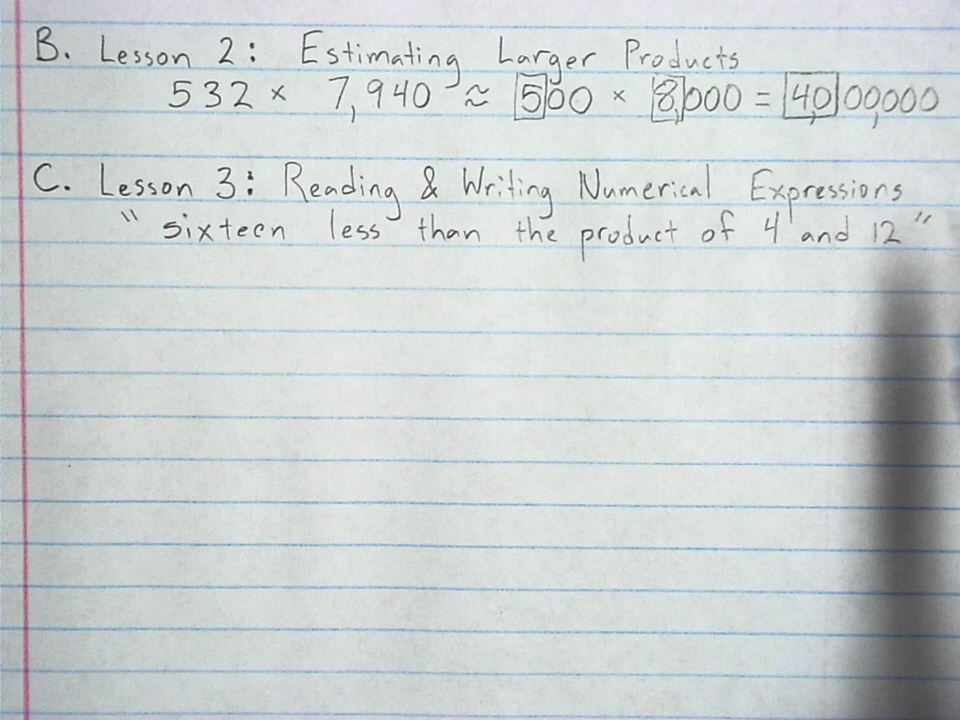 B. Lesson 2: Estimating Larger Products
532 × 7,940 ≈ 500 × 8,000 = 4,000,000
C. Lesson 3: Reading & Writing Numerical Expressions
"sixteen less than the product of 4 and 12"